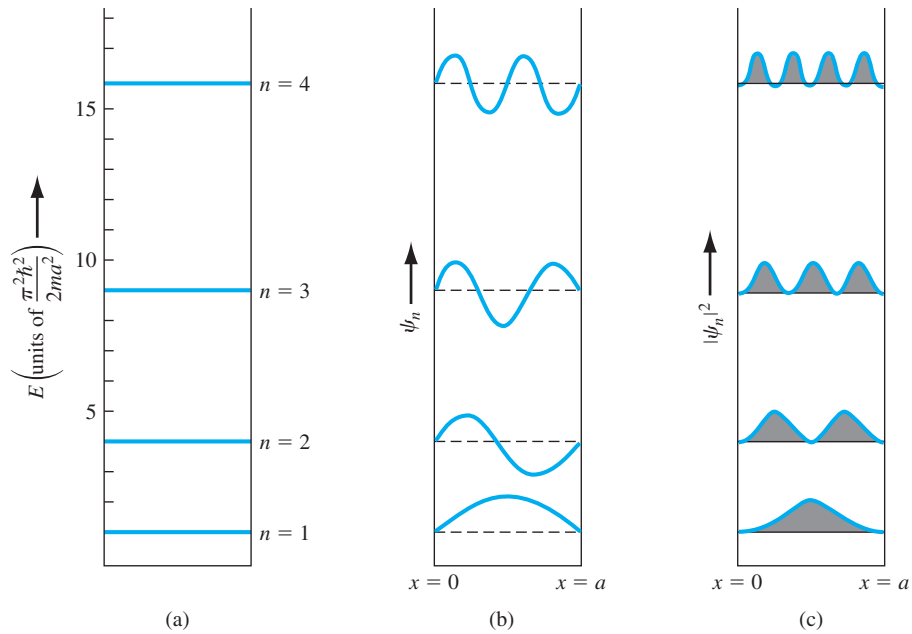 E (units of π²ħ²/2ma²)
15
10
5
n = 4
n = 3
n = 2
n = 1
(a)
ψₙ
x = 0
x = a
(b)
|ψₙ|²
x = 0
x = a
(c)